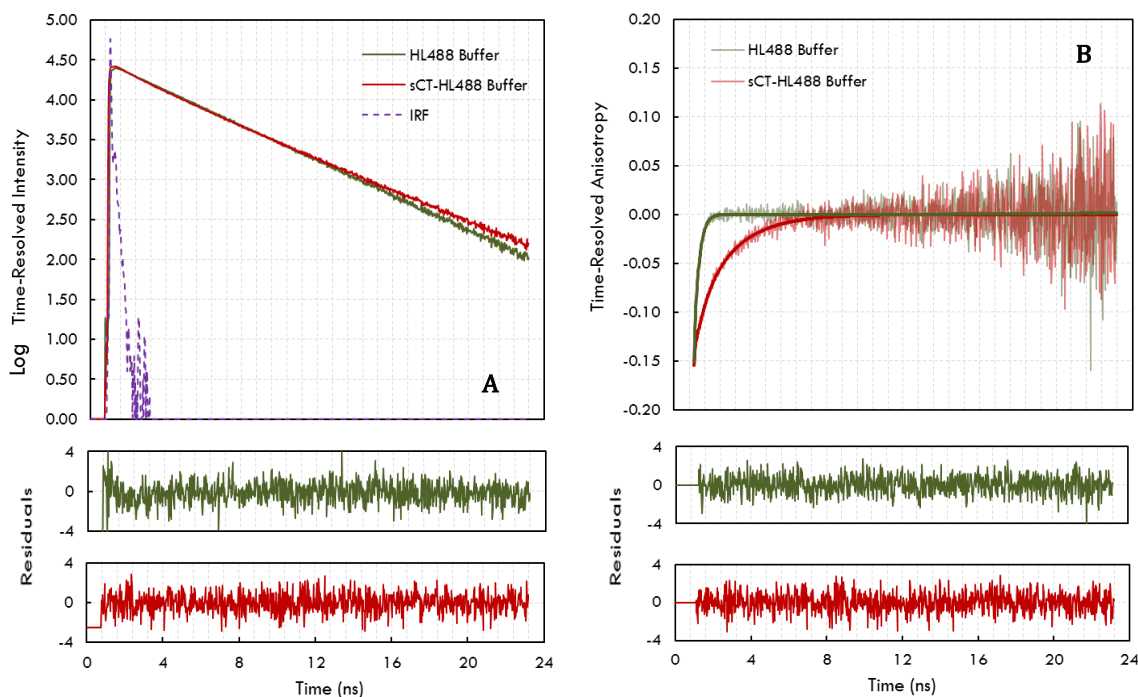 5.00
4.50
4.00
3.50
3.00
2.50
2.00
1.50
1.00
0.50
0.00
Log Time-Resolved Intensity
HL488 Buffer
sCT-HL488 Buffer
IRF
A
4
0
-4
Residuals
4
0
-4
Residuals
0 4 8 12 16 20 24
Time (ns)
0.20
0.15
0.10
0.05
0.00
-0.05
-0.10
-0.15
-0.20
Time-Resolved Anisotropy
HL488 Buffer
sCT-HL488 Buffer
B
4
0
-4
Residuals
4
0
-4
Residuals
0 4 8 12 16 20 24
Time (ns)